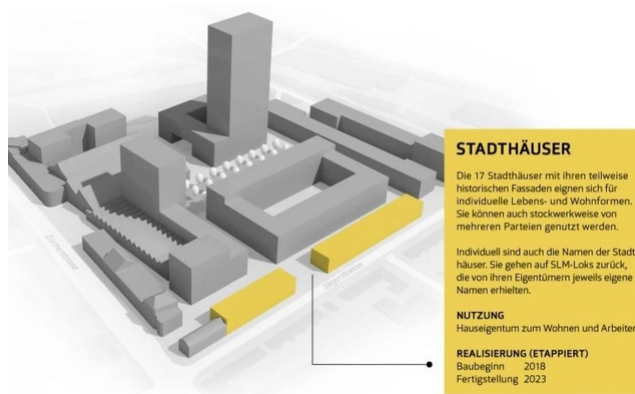 STADTHÄUSER
Die 17 Stadthäuser mit ihren teilweise
historischen Fassaden eignen sich für
individuelle Lebens- und Wohnformen.
Sie können auch stockwerkweise von
mehreren Parteien genutzt werden.
Individuell sind auch die Namen der Stadt
häuser. Sie gehen auf SLM-Loks zurück,
die von ihren Eigentümern jeweils eigene
Namen erhielten.
NUTZUNG
Hauseigentum zum Wohnen und Arbeiten
REALISIERUNG (ETAPPIERT)
Baubeginn 2018
Fertigstellung 2023